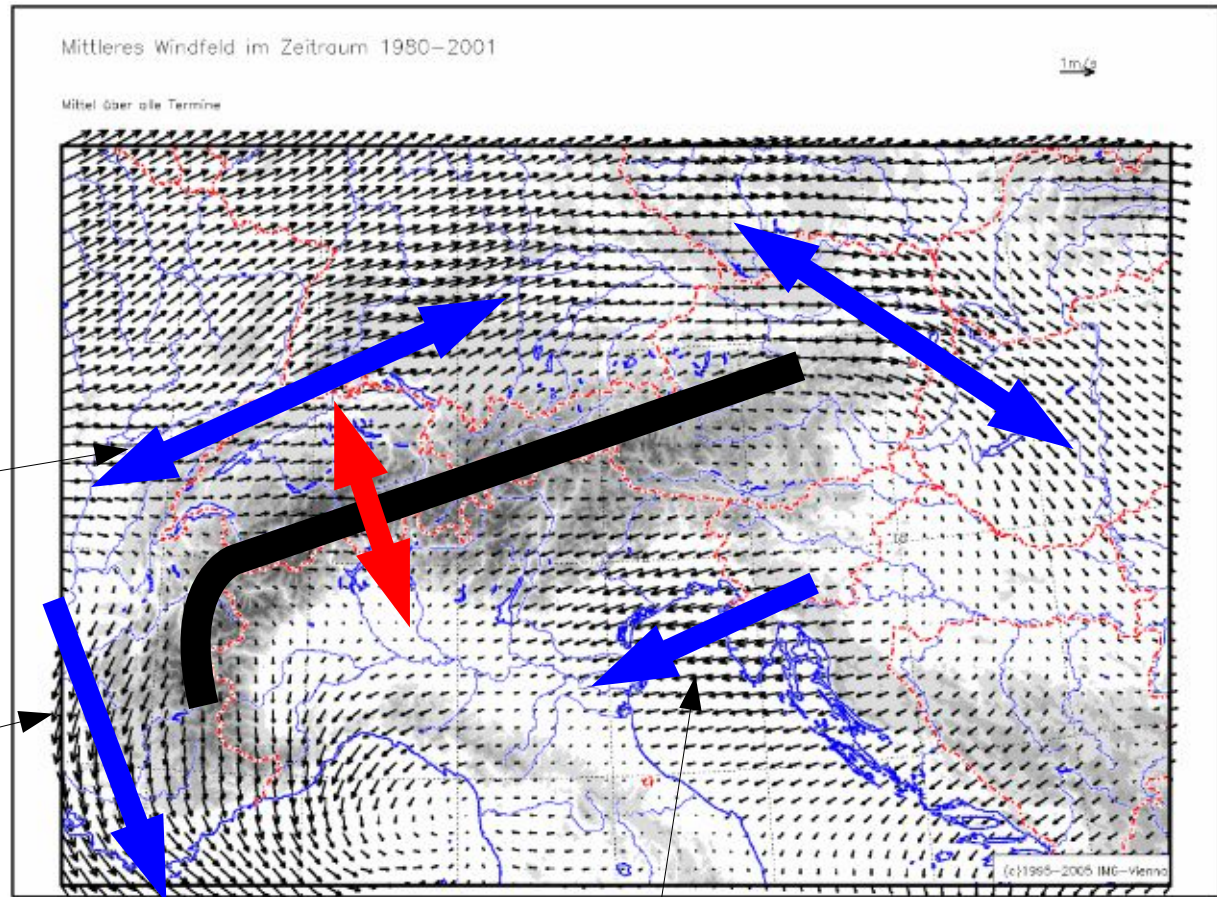 Mittleres Windfeld im Zeitraum 1980-2001
1m/s
Mittel über alle Termine
(c)1995-2005 IMG-Vienna